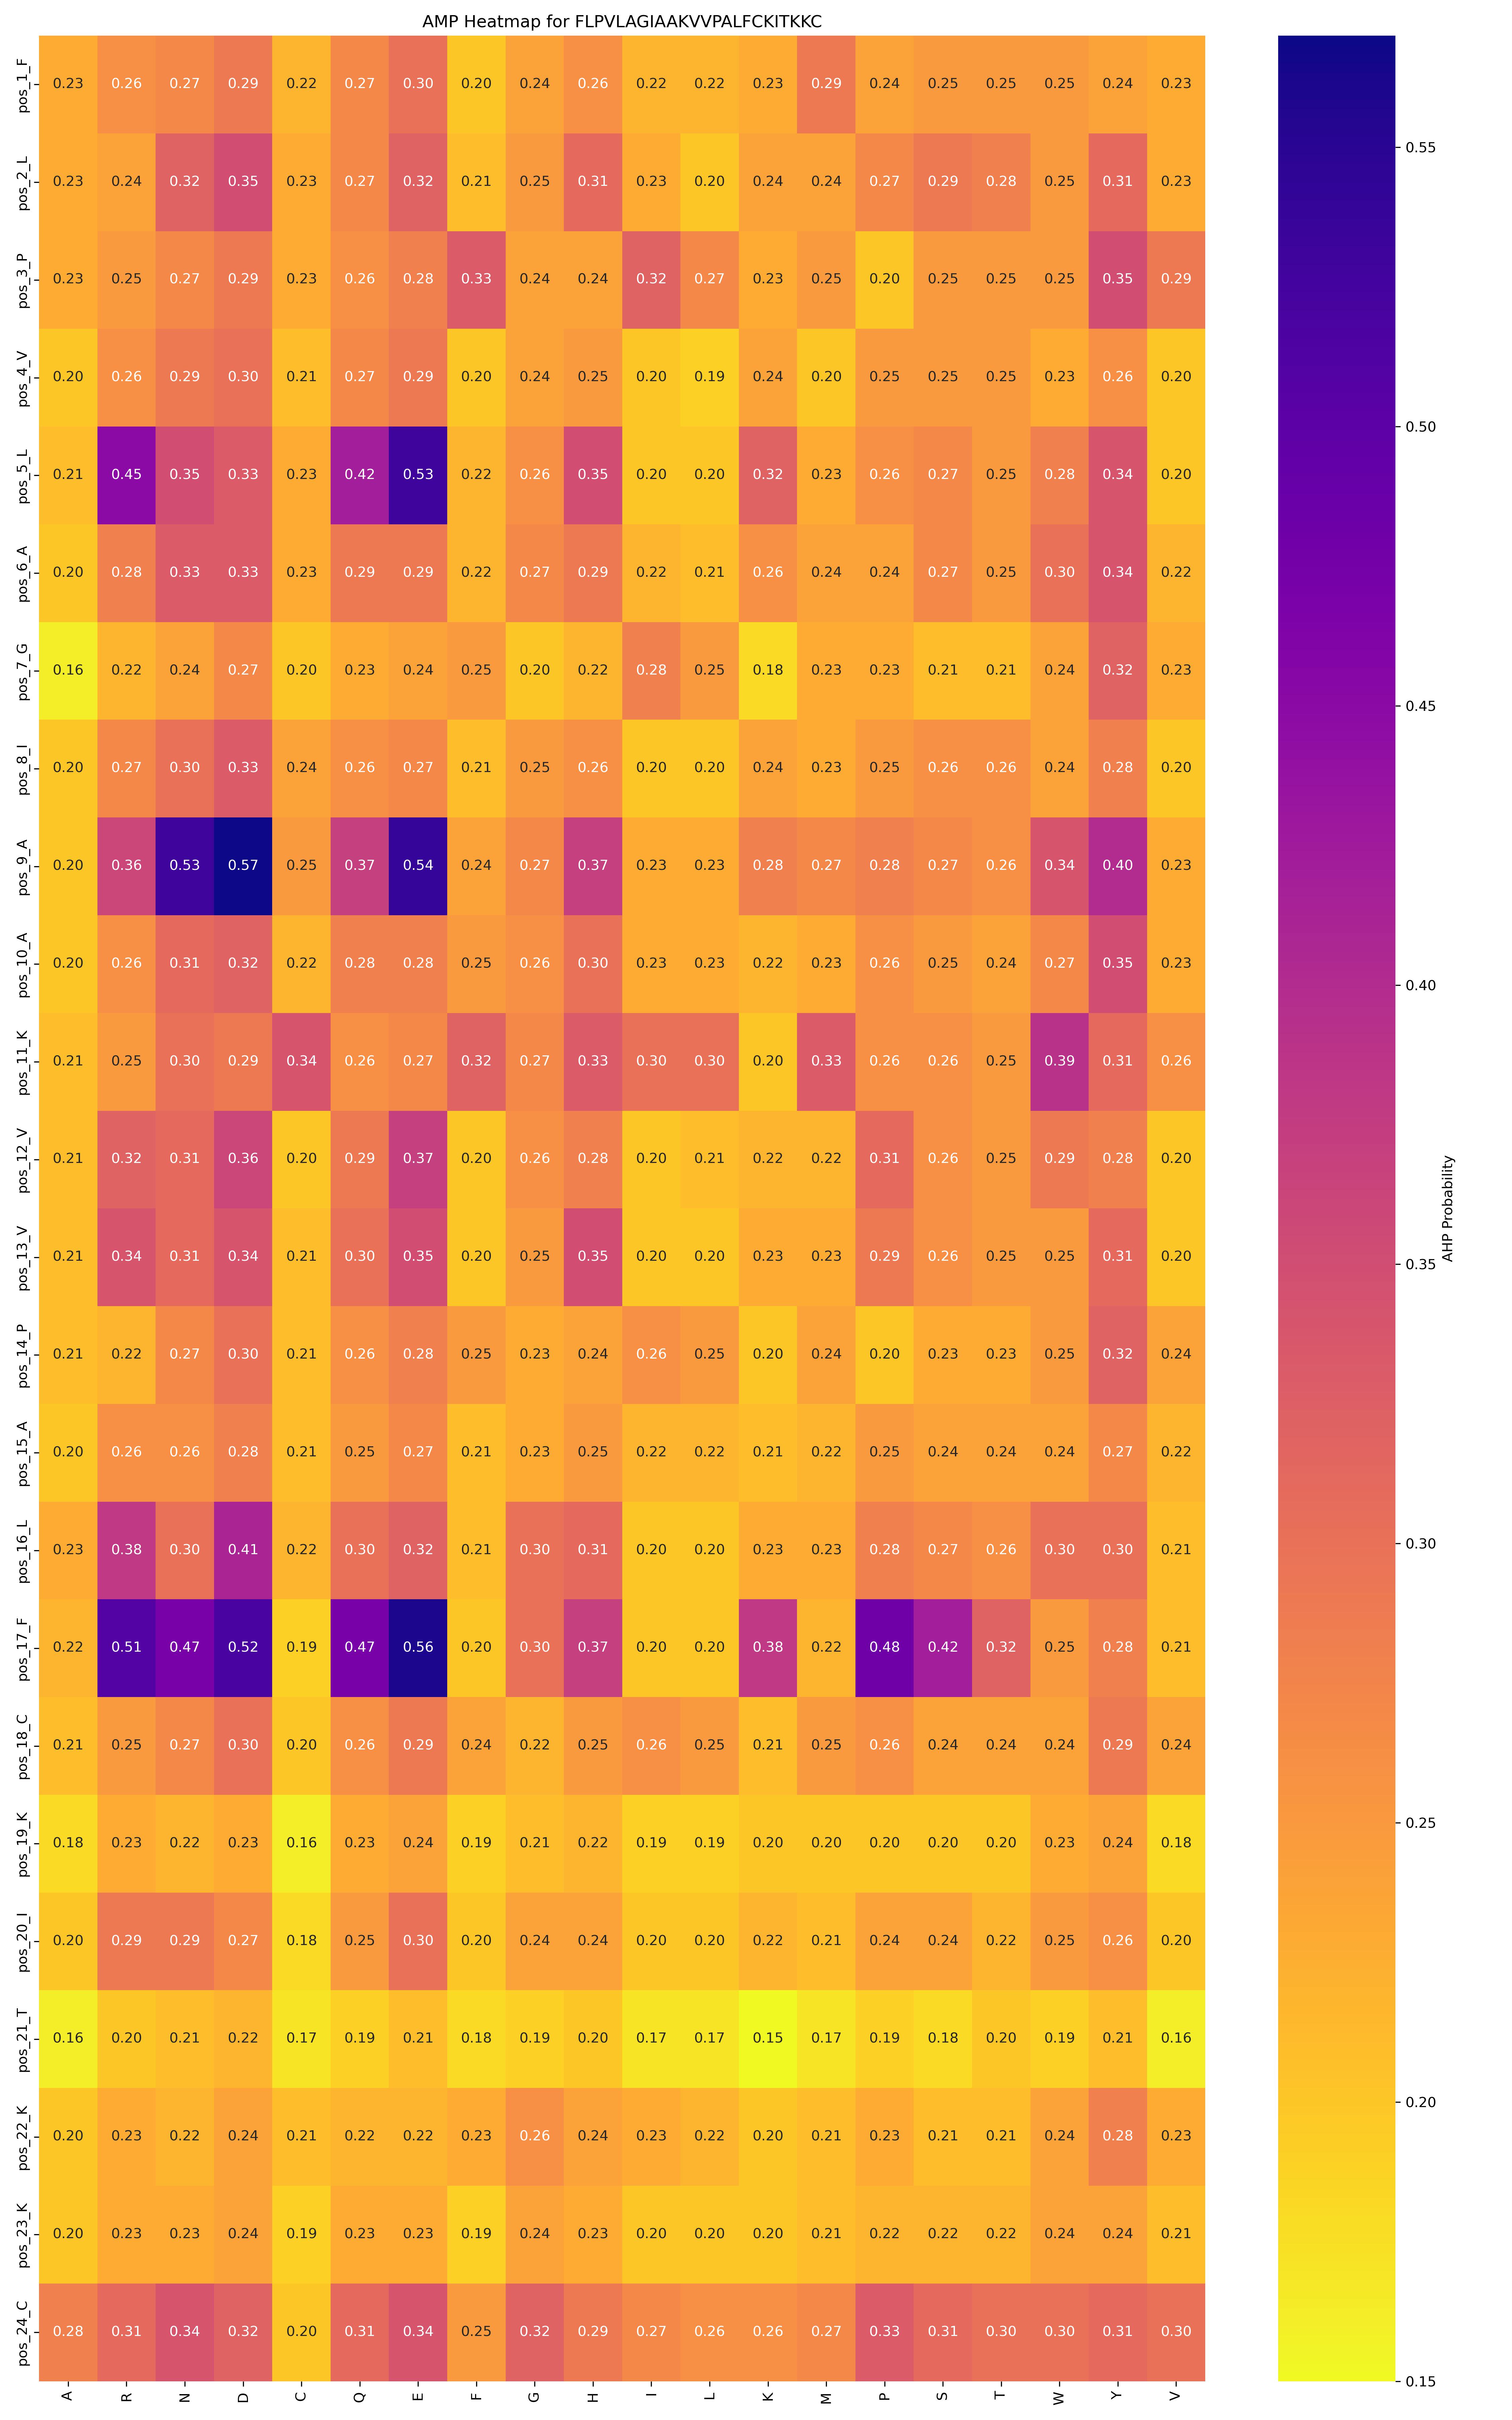 AMP Heatmap for FLPVLAGIAAKVVPALFCKITKKC
pos_1_F 0.23 0.26 0.27 0.29 0.22 0.27 0.30 0.20 0.24 0.26 0.22 0.22 0.23 0.29 0.24 0.25 0.25 0.25 0.24 0.23
pos_2_L 0.23 0.24 0.32 0.35 0.23 0.27 0.32 0.21 0.25 0.31 0.23 0.20 0.24 0.24 0.27 0.29 0.28 0.25 0.31 0.23
pos_3_P 0.23 0.25 0.27 0.29 0.23 0.26 0.28 0.33 0.24 0.24 0.32 0.27 0.23 0.25 0.20 0.25 0.25 0.25 0.35 0.29
pos_4_V 0.20 0.26 0.29 0.30 0.21 0.27 0.29 0.20 0.24 0.25 0.20 0.19 0.24 0.20 0.25 0.25 0.25 0.23 0.26 0.20
pos_5_L 0.21 0.45 0.35 0.33 0.23 0.42 0.53 0.22 0.26 0.35 0.20 0.20 0.32 0.23 0.26 0.27 0.25 0.28 0.34 0.20
pos_6_A 0.20 0.28 0.33 0.33 0.23 0.29 0.29 0.22 0.27 0.29 0.22 0.21 0.26 0.24 0.24 0.27 0.25 0.30 0.34 0.22
pos_7_G 0.16 0.22 0.24 0.27 0.20 0.23 0.24 0.25 0.20 0.22 0.28 0.25 0.18 0.23 0.23 0.21 0.21 0.24 0.32 0.23
pos_8_I 0.20 0.27 0.30 0.33 0.24 0.26 0.27 0.21 0.25 0.26 0.20 0.20 0.24 0.23 0.25 0.26 0.26 0.24 0.28 0.20
pos_9_A 0.20 0.36 0.53 0.57 0.25 0.37 0.54 0.24 0.27 0.37 0.23 0.23 0.28 0.27 0.28 0.27 0.26 0.34 0.40 0.23
pos_10_A 0.20 0.26 0.31 0.32 0.22 0.28 0.28 0.25 0.26 0.30 0.23 0.23 0.22 0.23 0.26 0.25 0.24 0.27 0.35 0.23
pos_11_K 0.21 0.25 0.30 0.29 0.34 0.26 0.27 0.32 0.27 0.33 0.30 0.30 0.20 0.33 0.26 0.26 0.25 0.39 0.31 0.26
pos_12_V 0.21 0.32 0.31 0.36 0.20 0.29 0.37 0.20 0.26 0.28 0.20 0.21 0.22 0.22 0.31 0.26 0.25 0.29 0.28 0.20
pos_13_V 0.21 0.34 0.31 0.34 0.21 0.30 0.35 0.20 0.25 0.35 0.20 0.20 0.23 0.23 0.29 0.26 0.25 0.25 0.31 0.20
pos_14_P 0.21 0.22 0.27 0.30 0.21 0.26 0.28 0.25 0.23 0.24 0.26 0.25 0.20 0.24 0.20 0.23 0.23 0.25 0.32 0.24
pos_15_A 0.20 0.26 0.26 0.28 0.21 0.25 0.27 0.21 0.23 0.25 0.22 0.22 0.21 0.22 0.25 0.24 0.24 0.24 0.27 0.22
pos_16_L 0.23 0.38 0.30 0.41 0.22 0.30 0.32 0.21 0.30 0.31 0.20 0.20 0.23 0.23 0.28 0.27 0.26 0.30 0.30 0.21
pos_17_F 0.22 0.51 0.47 0.52 0.19 0.47 0.56 0.20 0.30 0.37 0.20 0.20 0.38 0.22 0.48 0.42 0.32 0.25 0.28 0.21
pos_18_C 0.21 0.25 0.27 0.30 0.20 0.26 0.29 0.24 0.22 0.25 0.26 0.25 0.21 0.25 0.26 0.24 0.24 0.24 0.29 0.24
pos_19_K 0.18 0.23 0.22 0.23 0.16 0.23 0.24 0.19 0.21 0.22 0.19 0.19 0.20 0.20 0.20 0.20 0.20 0.23 0.24 0.18
pos_20_I 0.20 0.29 0.29 0.27 0.18 0.25 0.30 0.20 0.24 0.24 0.20 0.20 0.22 0.21 0.24 0.24 0.22 0.25 0.26 0.20
pos_21_T 0.16 0.20 0.21 0.22 0.17 0.19 0.21 0.18 0.19 0.20 0.17 0.17 0.15 0.17 0.19 0.18 0.20 0.19 0.21 0.16
pos_22_K 0.20 0.23 0.22 0.24 0.21 0.22 0.22 0.23 0.26 0.24 0.23 0.22 0.20 0.21 0.23 0.21 0.21 0.24 0.28 0.23
pos_23_K 0.20 0.23 0.23 0.24 0.19 0.23 0.23 0.19 0.24 0.23 0.20 0.20 0.20 0.21 0.22 0.22 0.22 0.24 0.24 0.21
pos_24_C 0.28 0.31 0.34 0.32 0.20 0.31 0.34 0.25 0.32 0.29 0.27 0.26 0.26 0.27 0.33 0.31 0.30 0.30 0.31 0.30
A R N D C Q E F G H I L K M P S T W Y V
0.55
0.50
0.45
0.40
0.35
0.30
0.25
0.20
0.15
AHP Probability